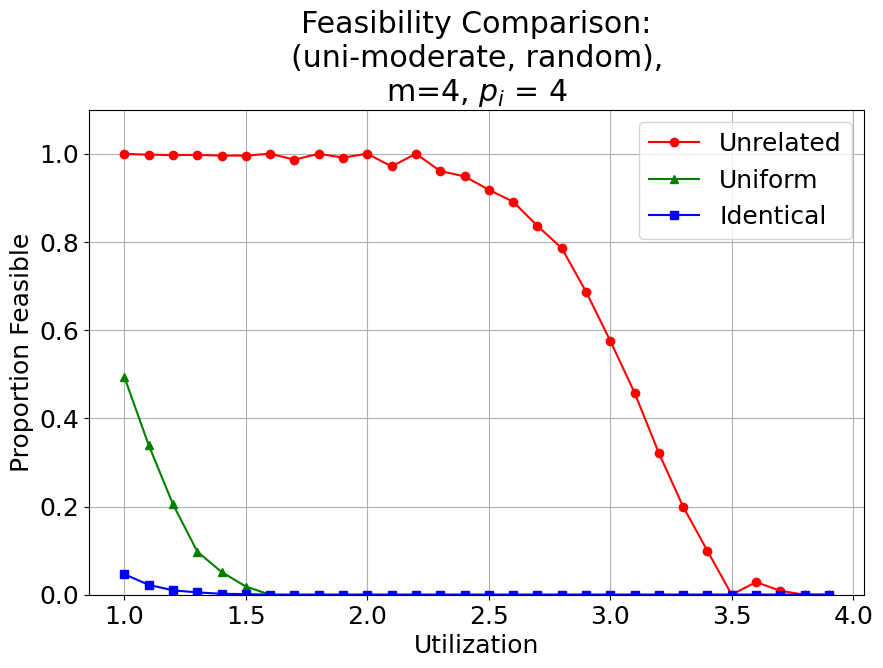 Feasibility Comparison:
(uni-moderate, random),
m=4, p_i = 4
Unrelated
Uniform
Identical
1.0
0.8
0.6
0.4
0.2
0.0
Proportion Feasible
1.0 1.5 2.0 2.5 3.0 3.5 4.0
Utilization